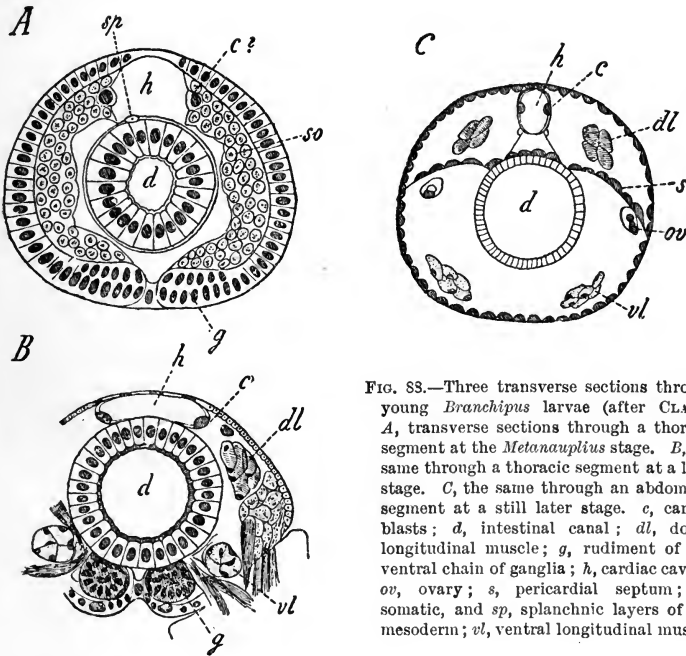 A
sp
c ?
h
so
d
g
C
h
c
dl
d
s
ov
vl
B
h
c
dl
d
vl
g
FIG. 88.—Three transverse sections thro
young Branchipus larvae (after CLA
A, transverse sections through a thor
segment at the Metanauplius stage. B,
same through a thoracic segment at a l
stage. C, the same through an abdom
segment at a still later stage. c, car
blasts ; d, intestinal canal ; dl, do
longitudinal muscle ; g, rudiment of
ventral chain of ganglia ; h, cardiac cav
ov, ovary ; s, pericardial septum ;
somatic, and sp, splanchnic layers of
mesoderm ; vl, ventral longitudinal mus